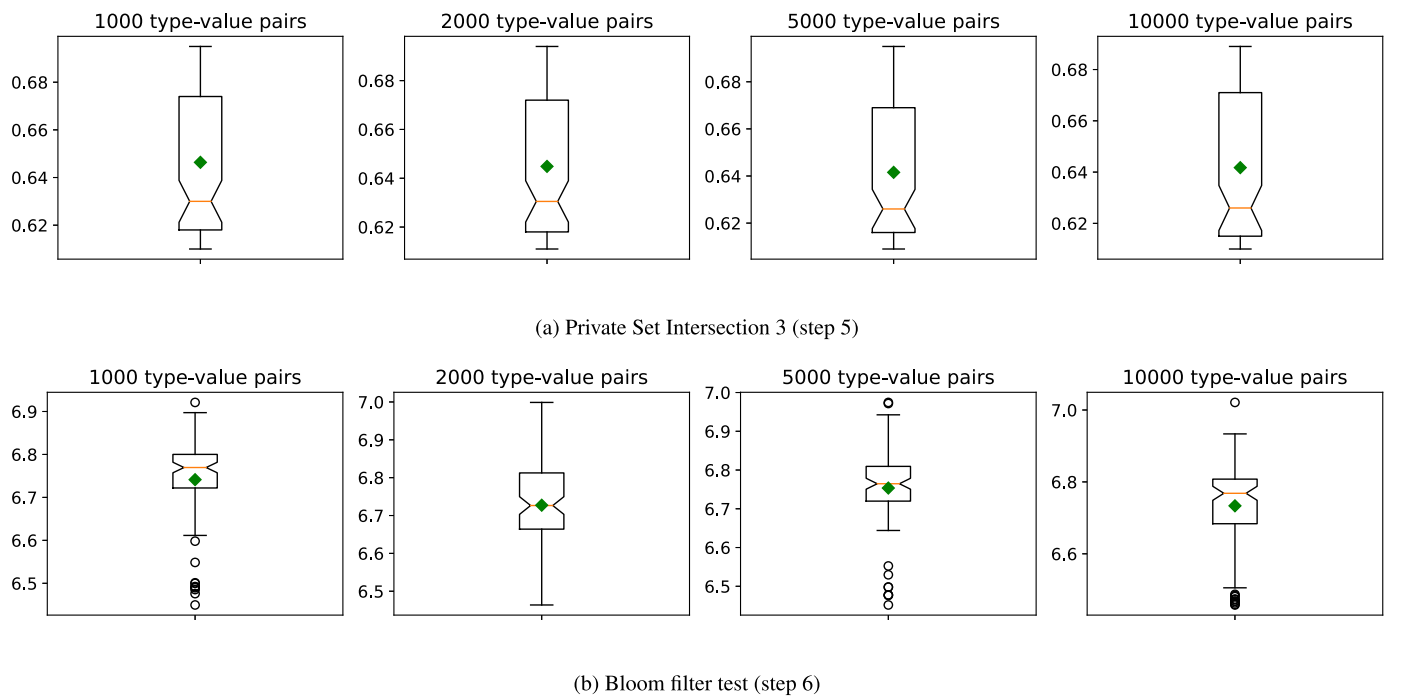 1000 type-value pairs 2000 type-value pairs 5000 type-value pairs 10000 type-value pairs
0.68 0.68 0.68 0.68
0.66 0.66 0.66 0.66
0.64 0.64 0.64 0.64
0.62 0.62 0.62 0.62
(a) Private Set Intersection 3 (step 5)
1000 type-value pairs 2000 type-value pairs 5000 type-value pairs 10000 type-value pairs
6.9
6.8
6.7
6.6
6.5
7.0
6.9
6.8
6.7
6.6
6.5
7.0
6.9
6.8
6.7
6.6
6.5
7.0
6.8
6.6
(b) Bloom filter test (step 6)